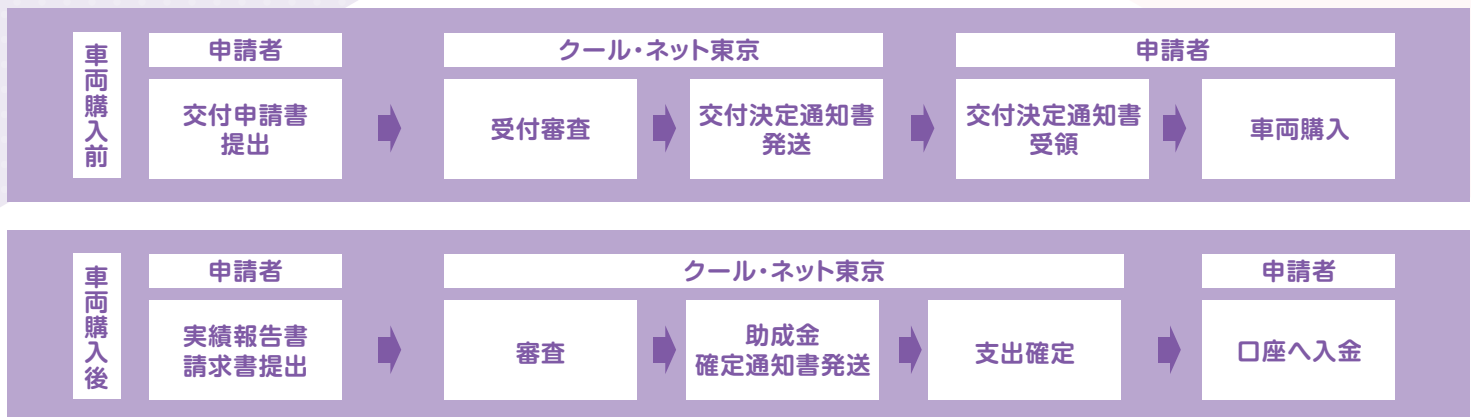 車両購入前
申請者
クール・ネット東京
申請者
交付申請書
提出
受付審査
交付決定通知書
発送
交付決定通知書
受領
車両購入
車両購入後
申請者
クール・ネット東京
申請者
実績報告書
請求書提出
審査
助成金
確定通知書発送
支出確定
口座へ入金